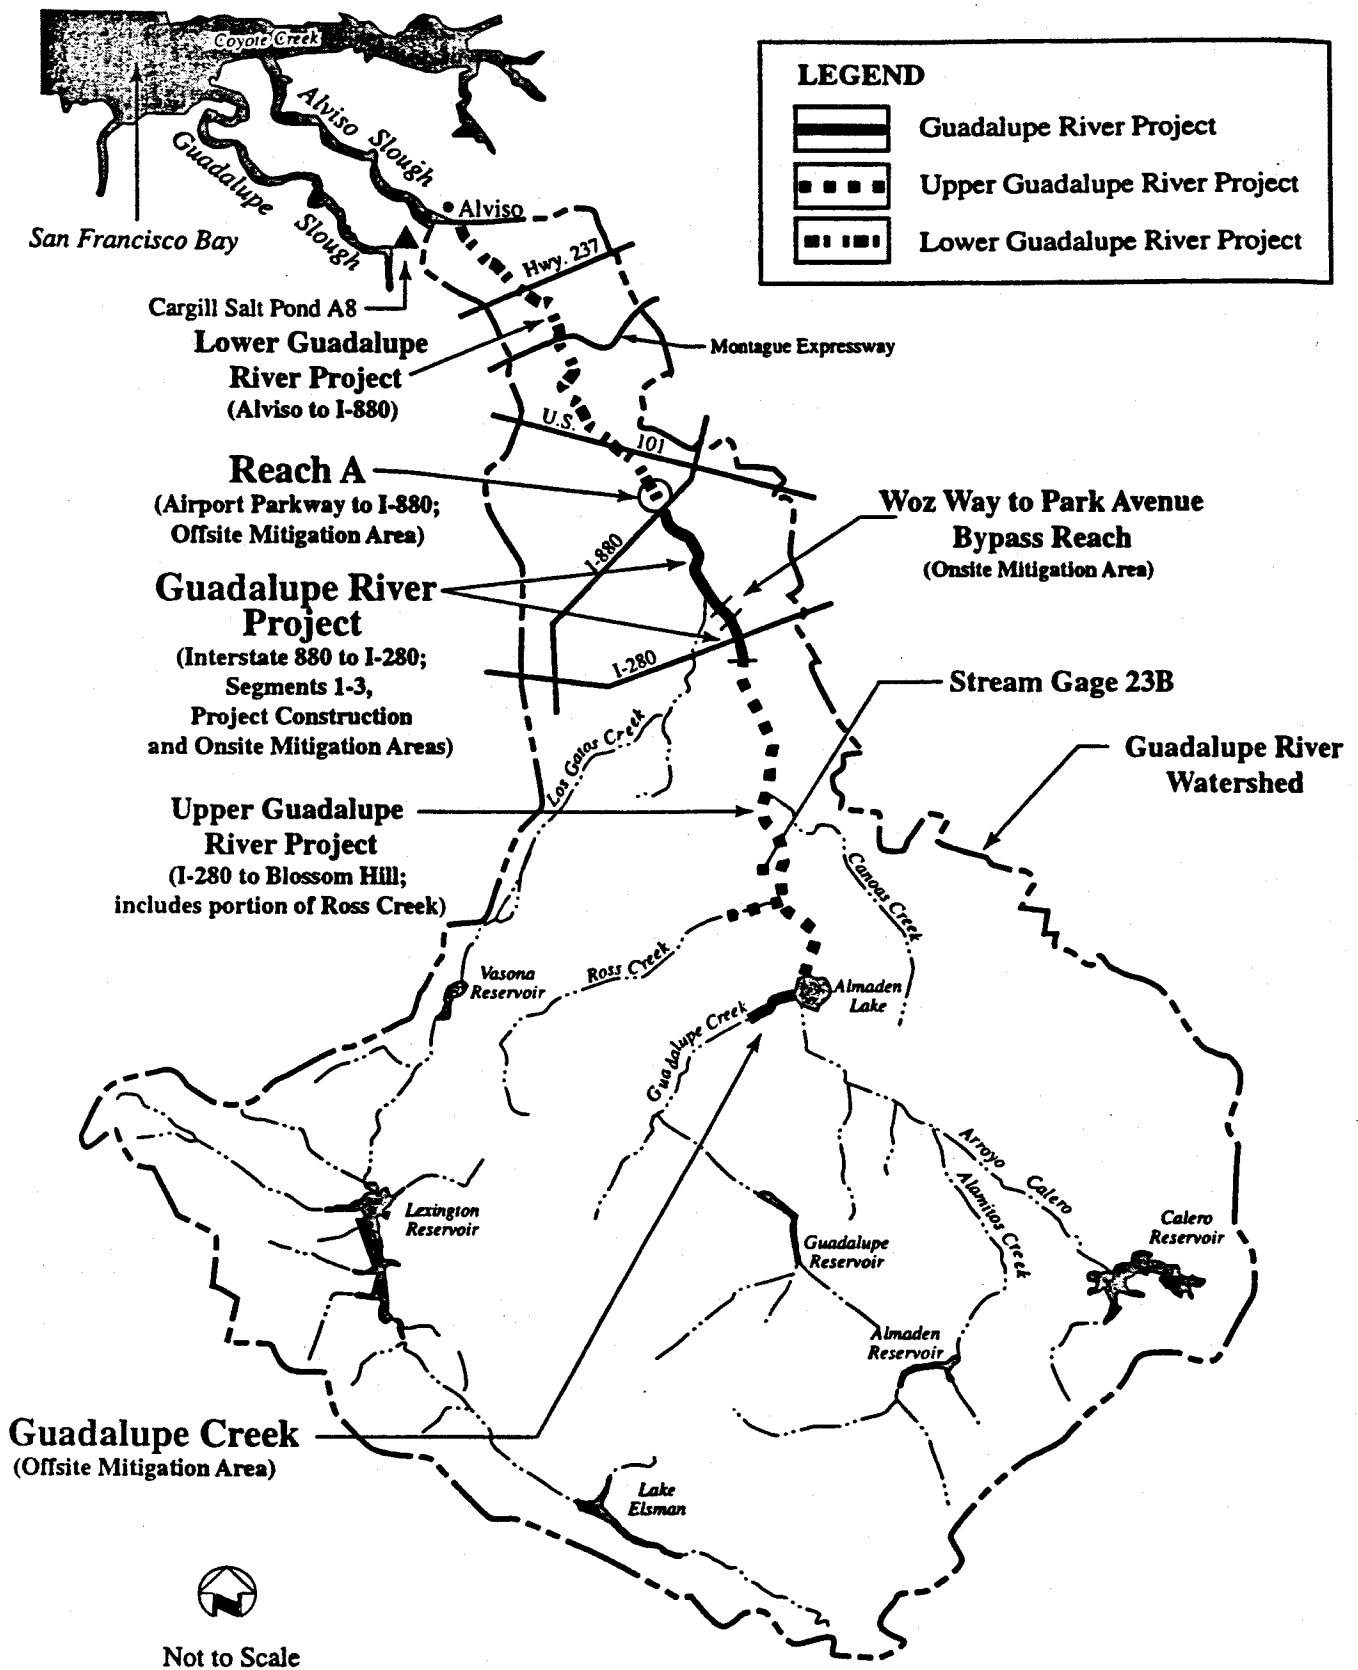 Coyote Creek
Alviso Slough
Guadalupe Slough
Alviso
San Francisco Bay
Hwy. 237
Cargill Salt Pond A8
LEGEND
Guadalupe River Project
Upper Guadalupe River Project
Lower Guadalupe River Project
Lower Guadalupe
River Project
(Alviso to I-880)
Montague Expressway
U.S. 101
Reach A
(Airport Parkway to I-880;
Offsite Mitigation Area)
Woz Way to Park Avenue
Bypass Reach
(Onsite Mitigation Area)
I-880
Guadalupe River
Project
(Interstate 880 to I-280;
Segments 1-3,
Project Construction
and Onsite Mitigation Areas)
I-280
Stream Gage 23B
Los Gatos Creek
Guadalupe River
Watershed
Upper Guadalupe
River Project
(I-280 to Blossom Hill;
includes portion of Ross Creek)
Canoas Creek
Ross Creek
Vasona
Reservoir
Almaden
Lake
Guadalupe Creek
Arroyo Calero
Alamitos Creek
Lexington
Reservoir
Guadalupe
Reservoir
Calero
Reservoir
Almaden
Reservoir
Guadalupe Creek
(Offsite Mitigation Area)
Lake
Elsman
N
Not to Scale